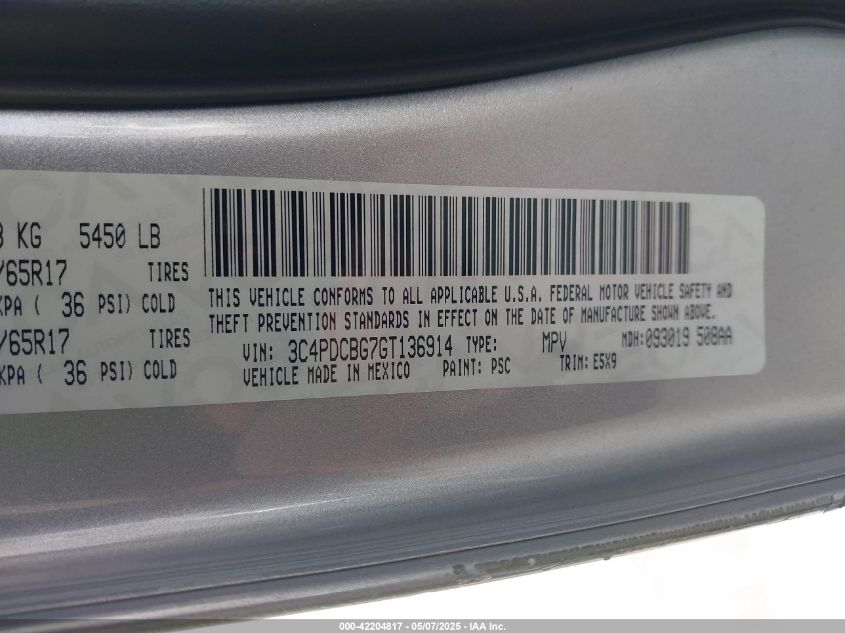 KG 5450 LB
/65R17 TIRES
KPA ( 36 PSI) COLD
/65R17 TIRES
KPA ( 36 PSI) COLD
THIS VEHICLE CONFORMS TO ALL APPLICABLE U.S.A. FEDERAL MOTOR VEHICLE SAFETY AND
THEFT PREVENTION STANDARDS IN EFFECT ON THE DATE OF MANUFACTURE SHOWN ABOVE.
VIN: 3C4PDCBG7GT136914 TYPE: MPV MDH: 093019 508AA
VEHICLE MADE IN MEXICO PAINT: PSC TRIM: E5X9
000-42204817 - 05/07/2025 - IAA Inc.